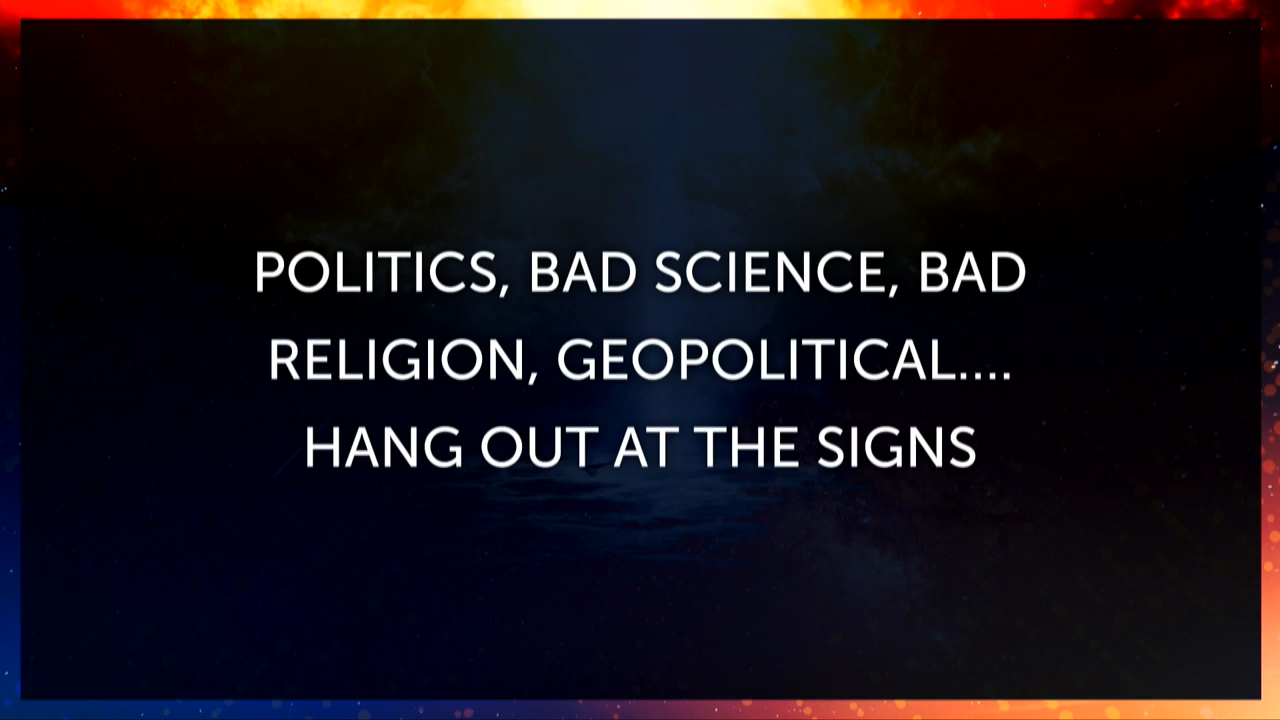 POLITICS, BAD SCIENCE, BAD
RELIGION, GEOPOLITICAL....
HANG OUT AT THE SIGNS